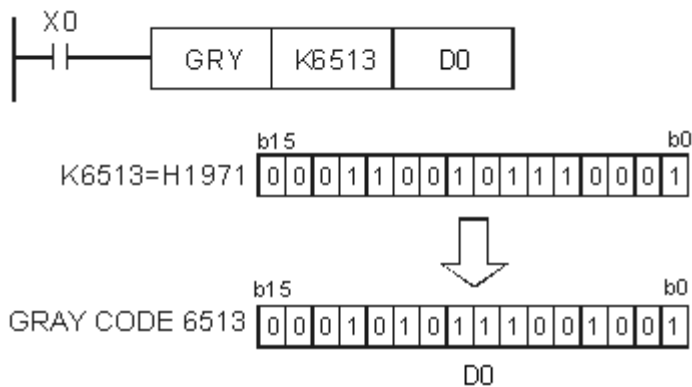 X0
GRY K6513 D0
b15 b0
K6513=H1971 0 0 0 1 1 0 0 1 0 1 1 1 0 0 0 1
b15 b0
GRAY CODE 6513 0 0 0 1 0 1 0 1 1 1 0 0 1 0 0 1
D0